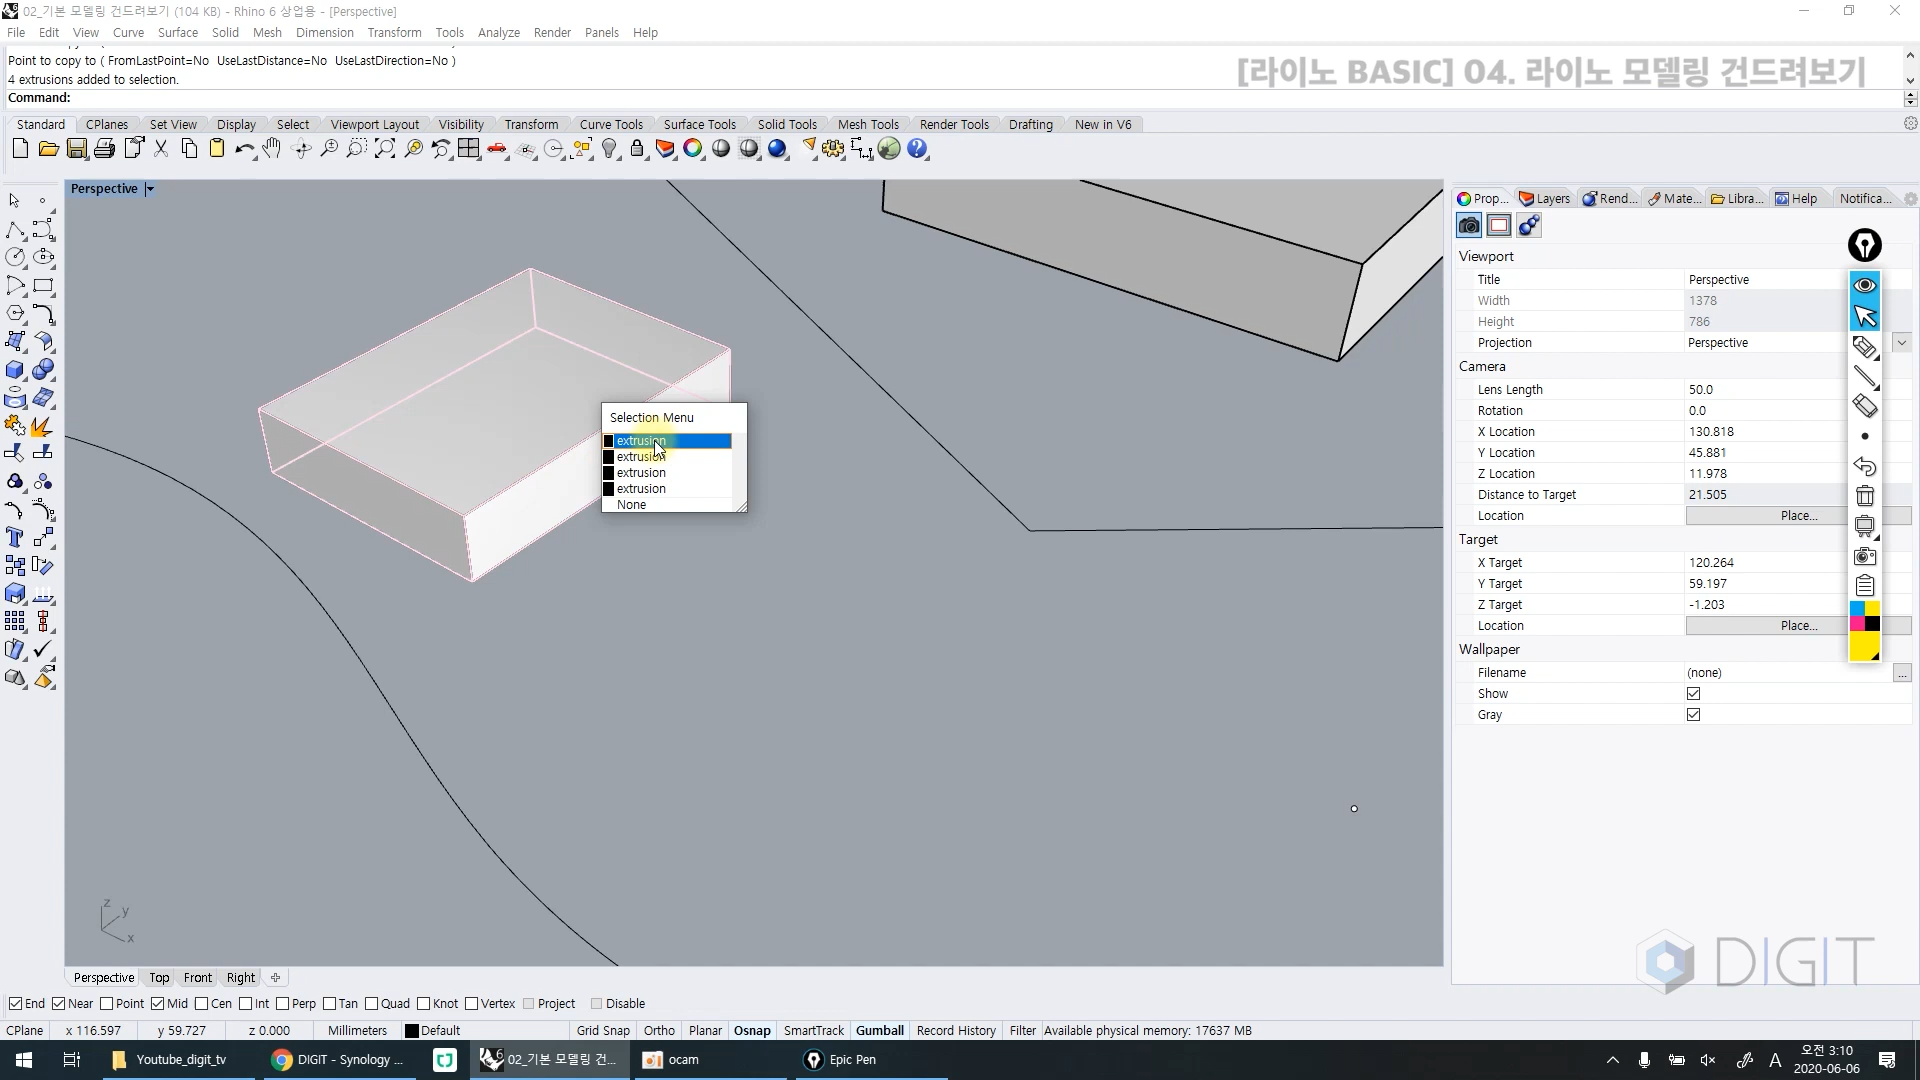 02_기본 모델링 건드려보기 (104 KB) - Rhino 6 상업용 - [Perspective]
File Edit View Curve Surface Solid Mesh Dimension Transform Tools Analyze Render Panels Help
Point to copy to ( FromLastPoint=No UseLastDistance=No UseLastDirection=No )
4 extrusions added to selection.
Command:
[라이노 BASIC] 04. 라이노 모델링 건드려보기
Standard CPlanes Set View Display Select Viewport Layout Visibility Transform Curve Tools Surface Tools Solid Tools Mesh Tools Render Tools Drafting New in V6
Perspective
Prop... Layers Rend... Mate... Libra... Help Notifica...
Viewport
Title Perspective
Width 1378
Height 786
Projection Perspective
Camera
Lens Length 50.0
Rotation 0.0
X Location 130.818
Y Location 45.881
Z Location 11.978
Distance to Target 21.505
Location Place...
Target
X Target 120.264
Y Target 59.197
Z Target -1.203
Location Place...
Wallpaper
Filename (none) ...
Show
Gray
Selection Menu
extrusion
extrusion
extrusion
extrusion
None
z
y
x
DIGIT
Perspective Top Front Right
End Near Point Mid Cen Int Perp Tan Quad Knot Vertex Project Disable
CPlane x 116.597 y 59.727 z 0.000 Millimeters Default Grid Snap Ortho Planar Osnap SmartTrack Gumball Record History Filter Available physical memory: 17637 MB
Youtube_digit_tv DIGIT - Synology ... 02_기본 모델링 건... ocam Epic Pen A 오전 3:10
2020-06-06